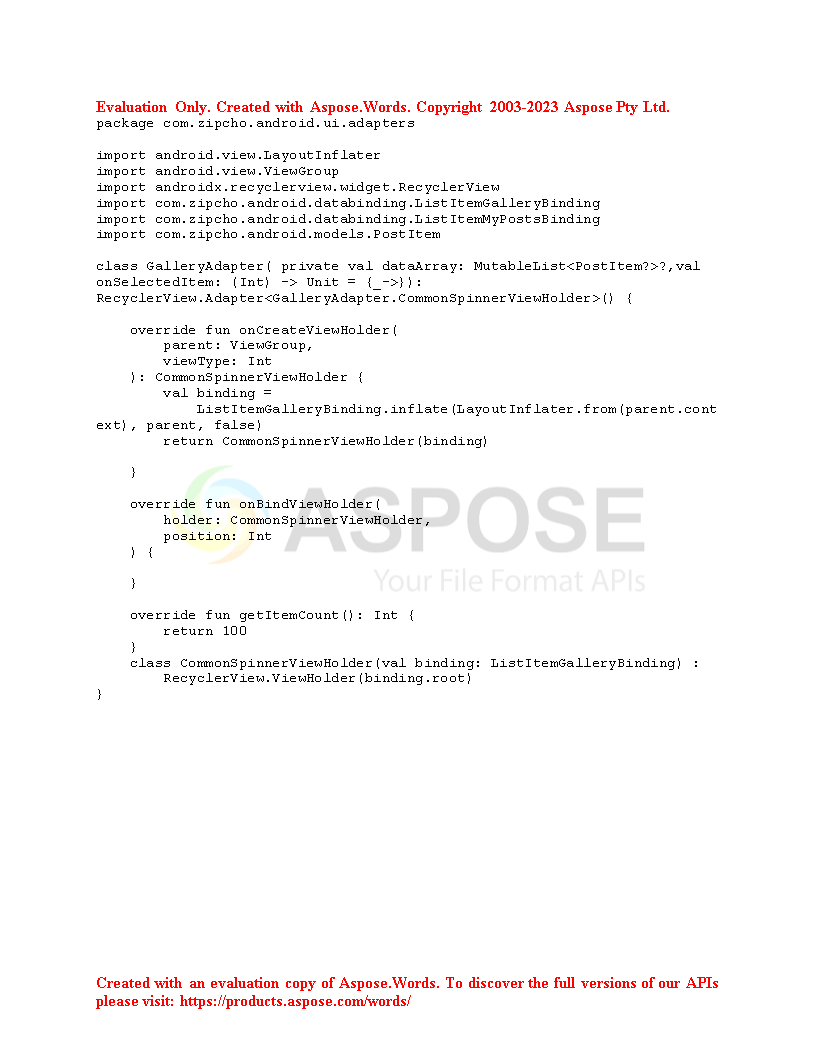 Evaluation Only. Created with Aspose.Words. Copyright 2003-2023 Aspose Pty Ltd.
package com.zipcho.android.ui.adapters

import android.view.LayoutInflater
import android.view.ViewGroup
import androidx.recyclerview.widget.RecyclerView
import com.zipcho.android.databinding.ListItemGalleryBinding
import com.zipcho.android.databinding.ListItemMyPostsBinding
import com.zipcho.android.models.PostItem

class GalleryAdapter( private val dataArray: MutableList<PostItem?>?,val
onSelectedItem: (Int) -> Unit = {_->}):
RecyclerView.Adapter<GalleryAdapter.CommonSpinnerViewHolder>() {

    override fun onCreateViewHolder(
        parent: ViewGroup,
        viewType: Int
    ): CommonSpinnerViewHolder {
        val binding =
            ListItemGalleryBinding.inflate(LayoutInflater.from(parent.cont
ext), parent, false)
        return CommonSpinnerViewHolder(binding)

    }

    override fun onBindViewHolder(
        holder: CommonSpinnerViewHolder,
        position: Int
    ) {

    }

    override fun getItemCount(): Int {
        return 100
    }
    class CommonSpinnerViewHolder(val binding: ListItemGalleryBinding) :
        RecyclerView.ViewHolder(binding.root)
}
ASPOSE
Your File Format APIs
Created with an evaluation copy of Aspose.Words. To discover the full versions of our APIs
please visit: https://products.aspose.com/words/